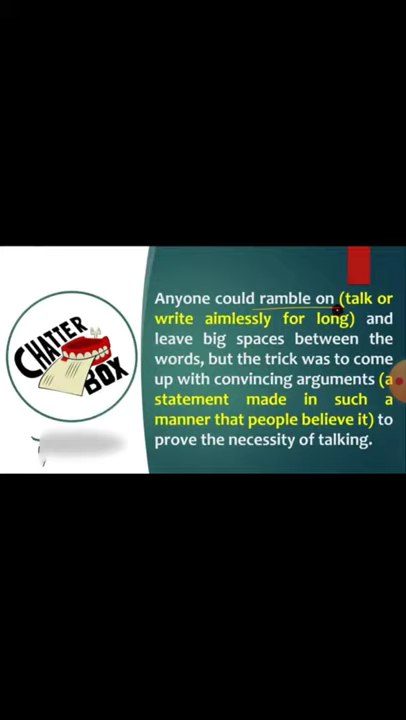 CHATTER
BOX
Anyone could ramble on (talk or
write aimlessly for long) and
leave big spaces between the
words, but the trick was to come
up with convincing arguments (a
statement made in such a
manner that people believe it) to
prove the necessity of talking.